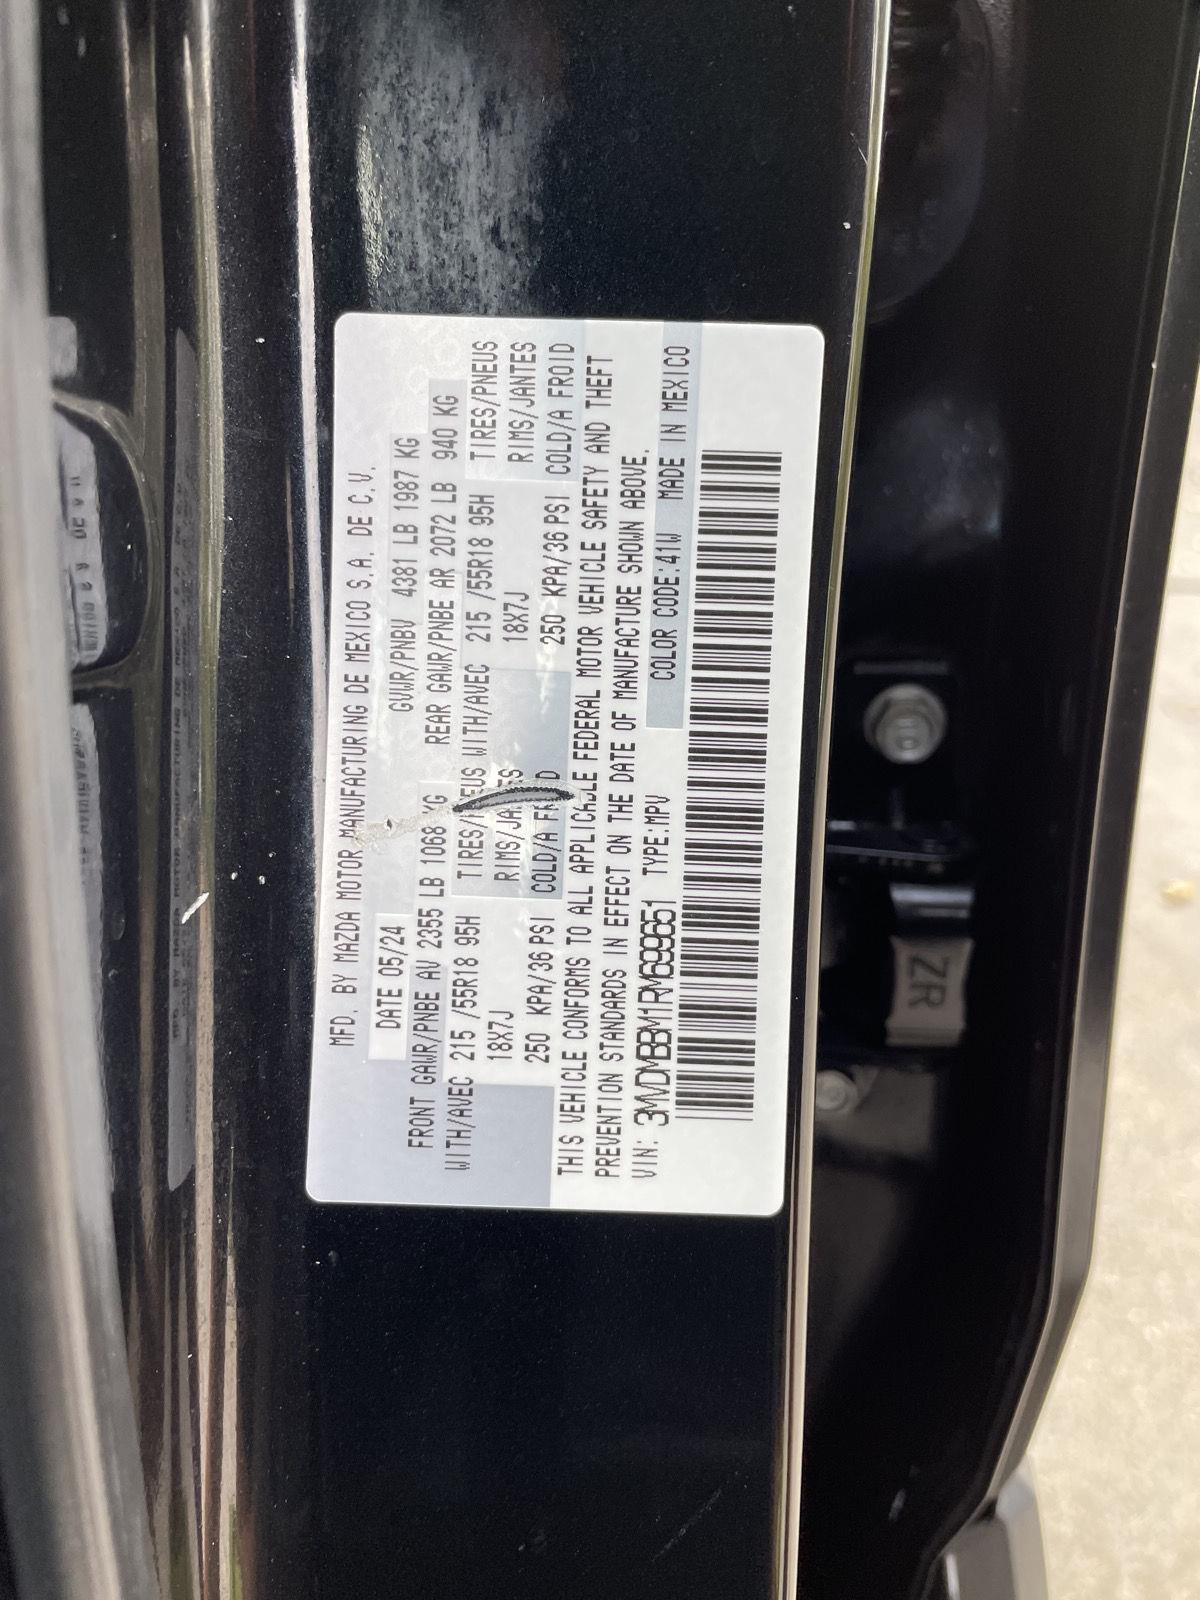 MFD. BY MAZDA MOTOR MANUFACTURING DE MEXICO S.A. DE C.V.
DATE 05/24 GVWR/PNBV 4381 LB 1987 KG
FRONT GAWR/PNBE AV 2355 LB 1068 KG REAR GAWR/PNBE AR 2072 LB 940 KG
WITH/AVEC 215 /55R18 95H TIRES/PNEUS WITH/AVEC 215 /55R18 95H TIRES/PNEUS
18X7J RIMS/JANTES 18X7J RIMS/JANTES
250 KPA/36 PSI COLD/A FROID 250 KPA/36 PSI COLD/A FROID
THIS VEHICLE CONFORMS TO ALL APPLICABLE FEDERAL MOTOR VEHICLE SAFETY AND THEFT
PREVENTION STANDARDS IN EFFECT ON THE DATE OF MANUFACTURE SHOWN ABOVE.
VIN: 3MVDMBBM1RM699651 TYPE:MPV COLOR CODE:41W MADE IN MEXICO
ZR